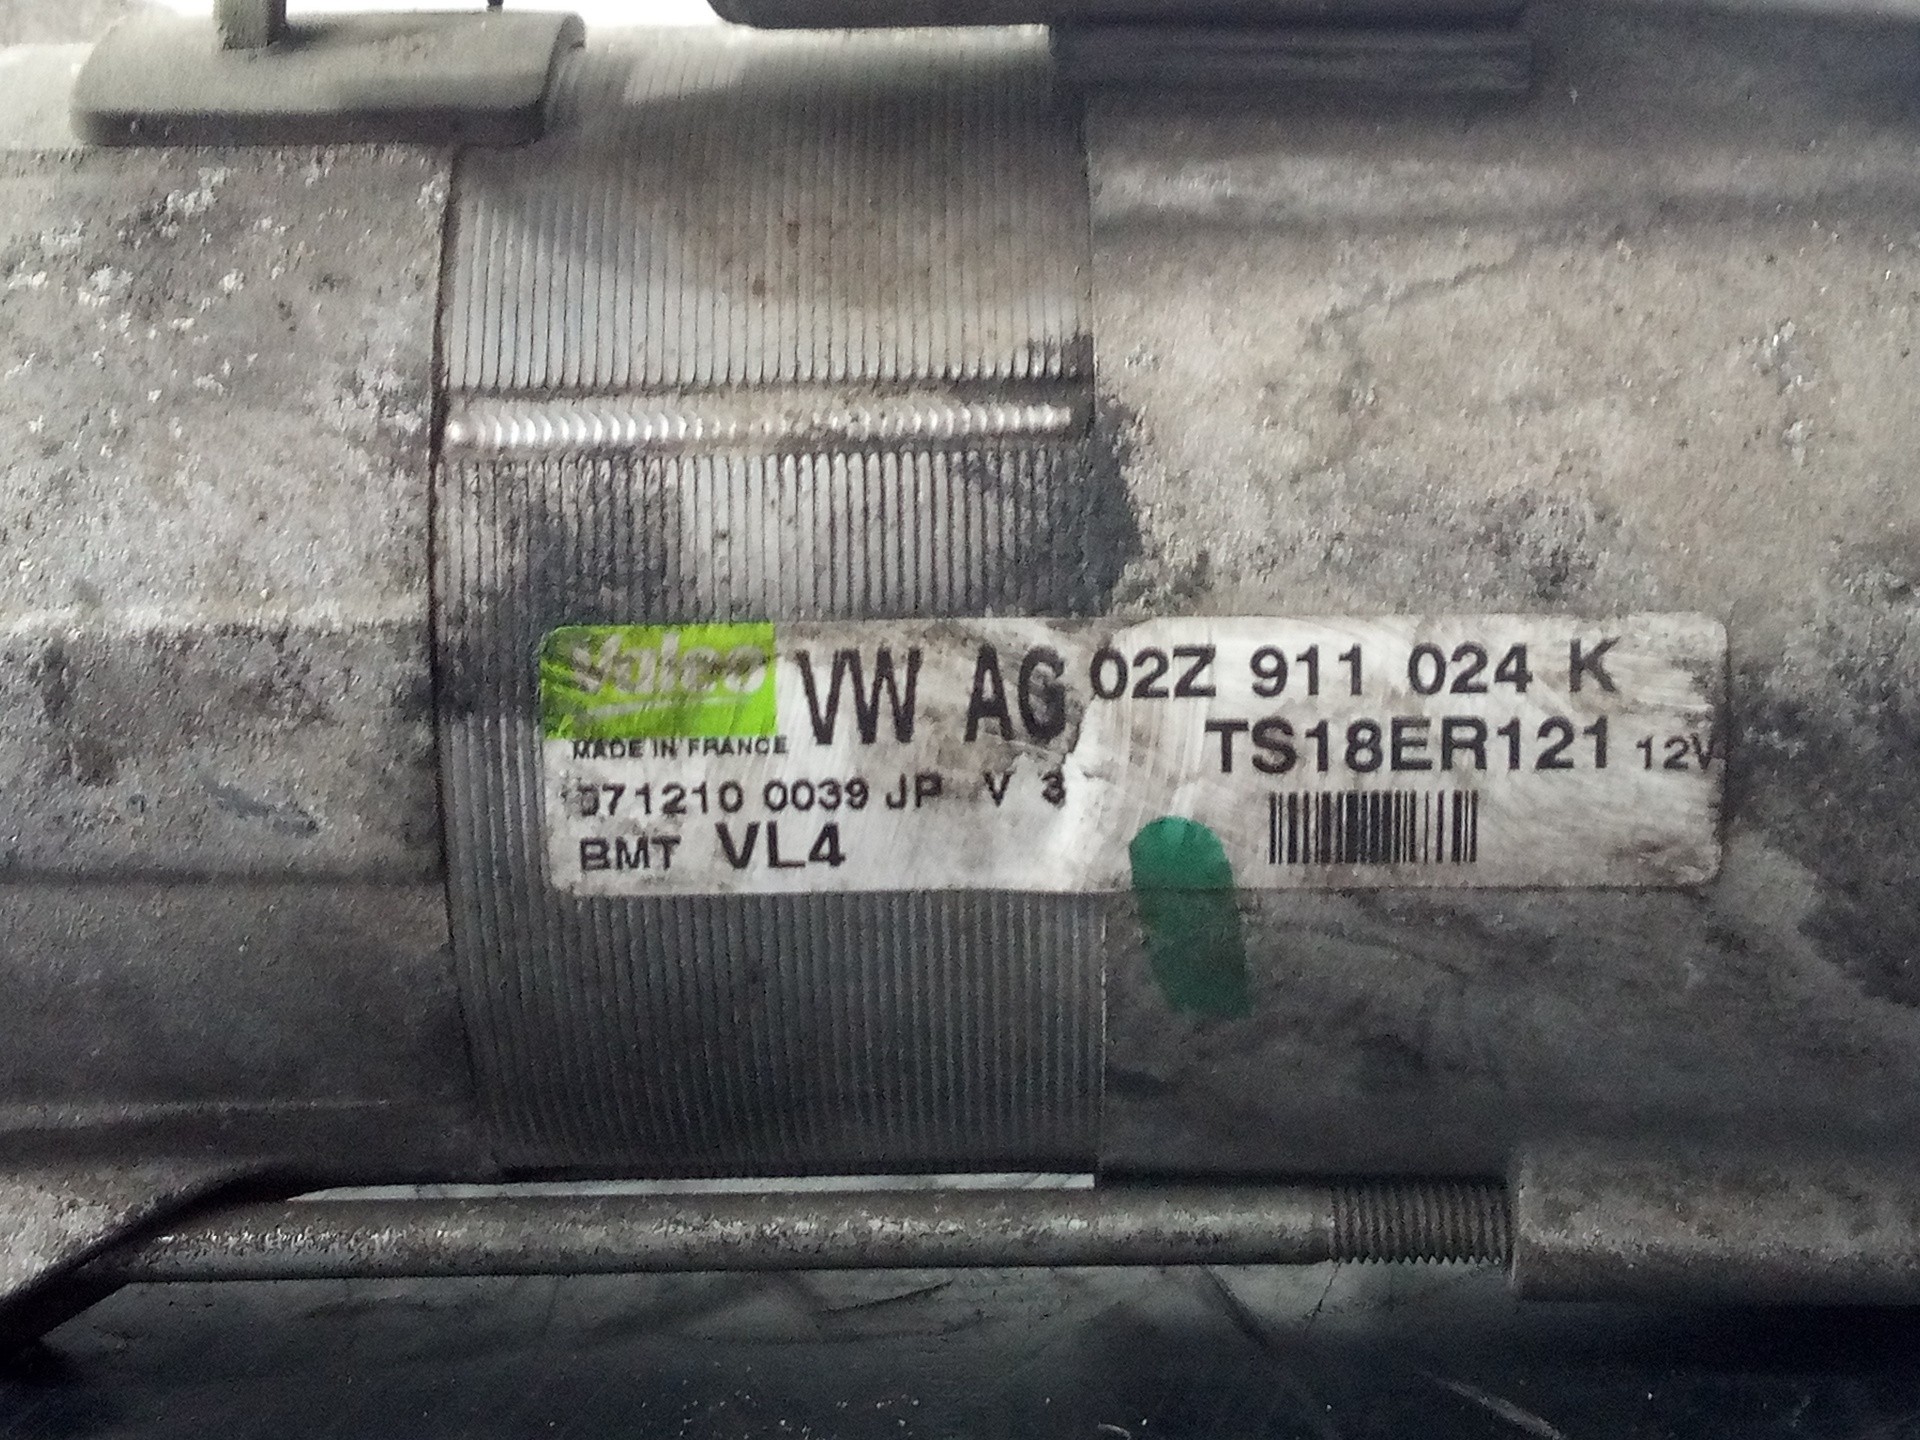 Valeo VW AG 02Z 911 024 K
MADE IN FRANCE TS18ER121 12V
071210 0039 JP V 3
BMT VL4